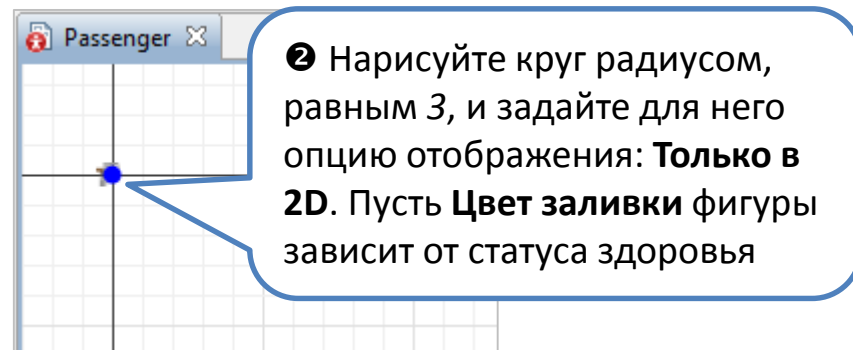 Passenger
❷ Нарисуйте круг радиусом,
равным 3, и задайте для него
опцию отображения: Только в
2D. Пусть Цвет заливки фигуры
зависит от статуса здоровья